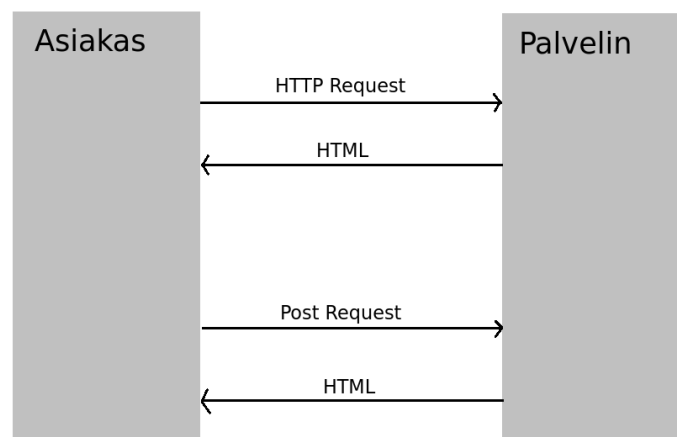 Asiakas
Palvelin
HTTP Request
HTML
Post Request
HTML